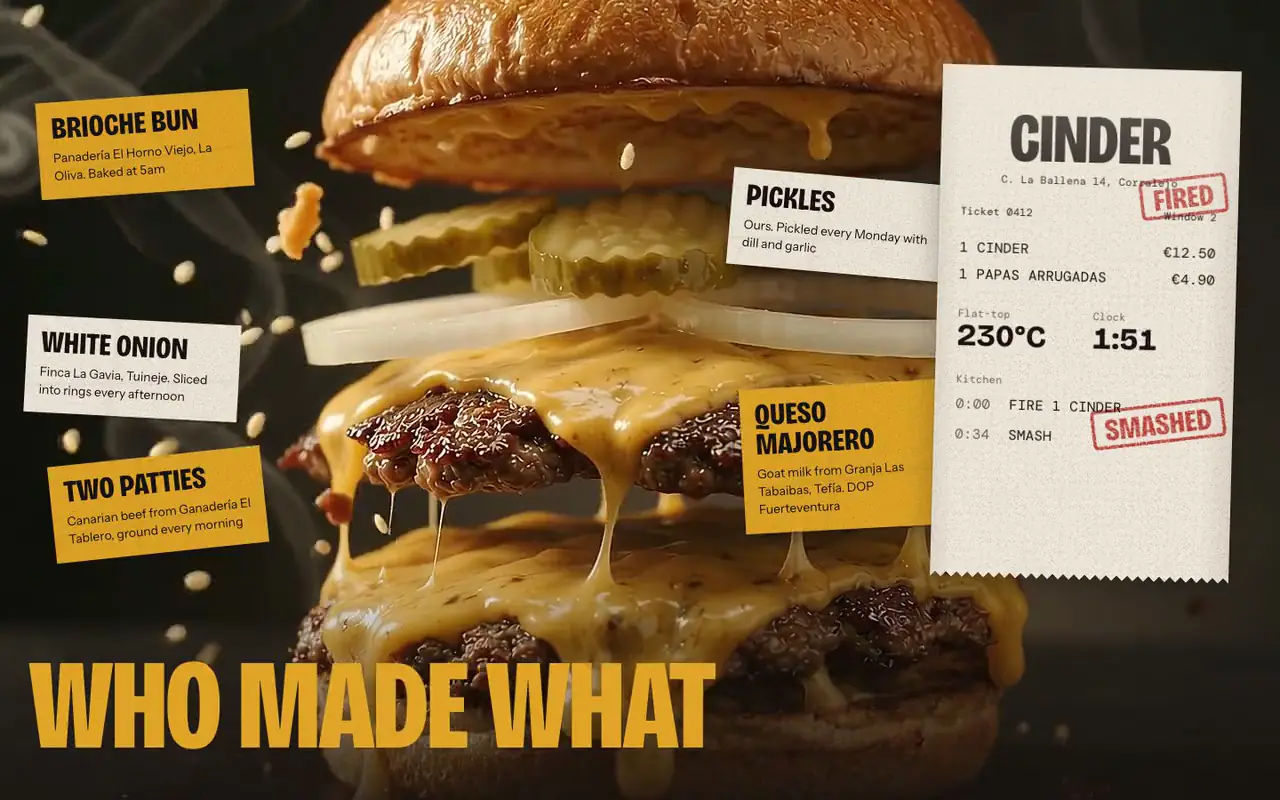 BRIOCHE BUN
Panadería El Horno Viejo, La
Oliva. Baked at 5am
WHITE ONION
Finca La Gavia, Tuineje. Sliced
into rings every afternoon
TWO PATTIES
Canarian beef from Ganadería El
Tablero, ground every morning
PICKLES
Ours. Pickled every Monday with
dill and garlic
QUESO
MAJORERO
Goat milk from Granja Las
Tabaibas, Tefía. DOP
Fuerteventura
CINDER
C. La Ballena 14, Corralejo
FIRED
Ticket 0412
Window 2
1 CINDER €12.50
1 PAPAS ARRUGADAS €4.90
Flat-top Clock
230°C 1:51
Kitchen
0:00 FIRE 1 CINDER
0:34 SMASH
SMASHED
WHO MADE WHAT